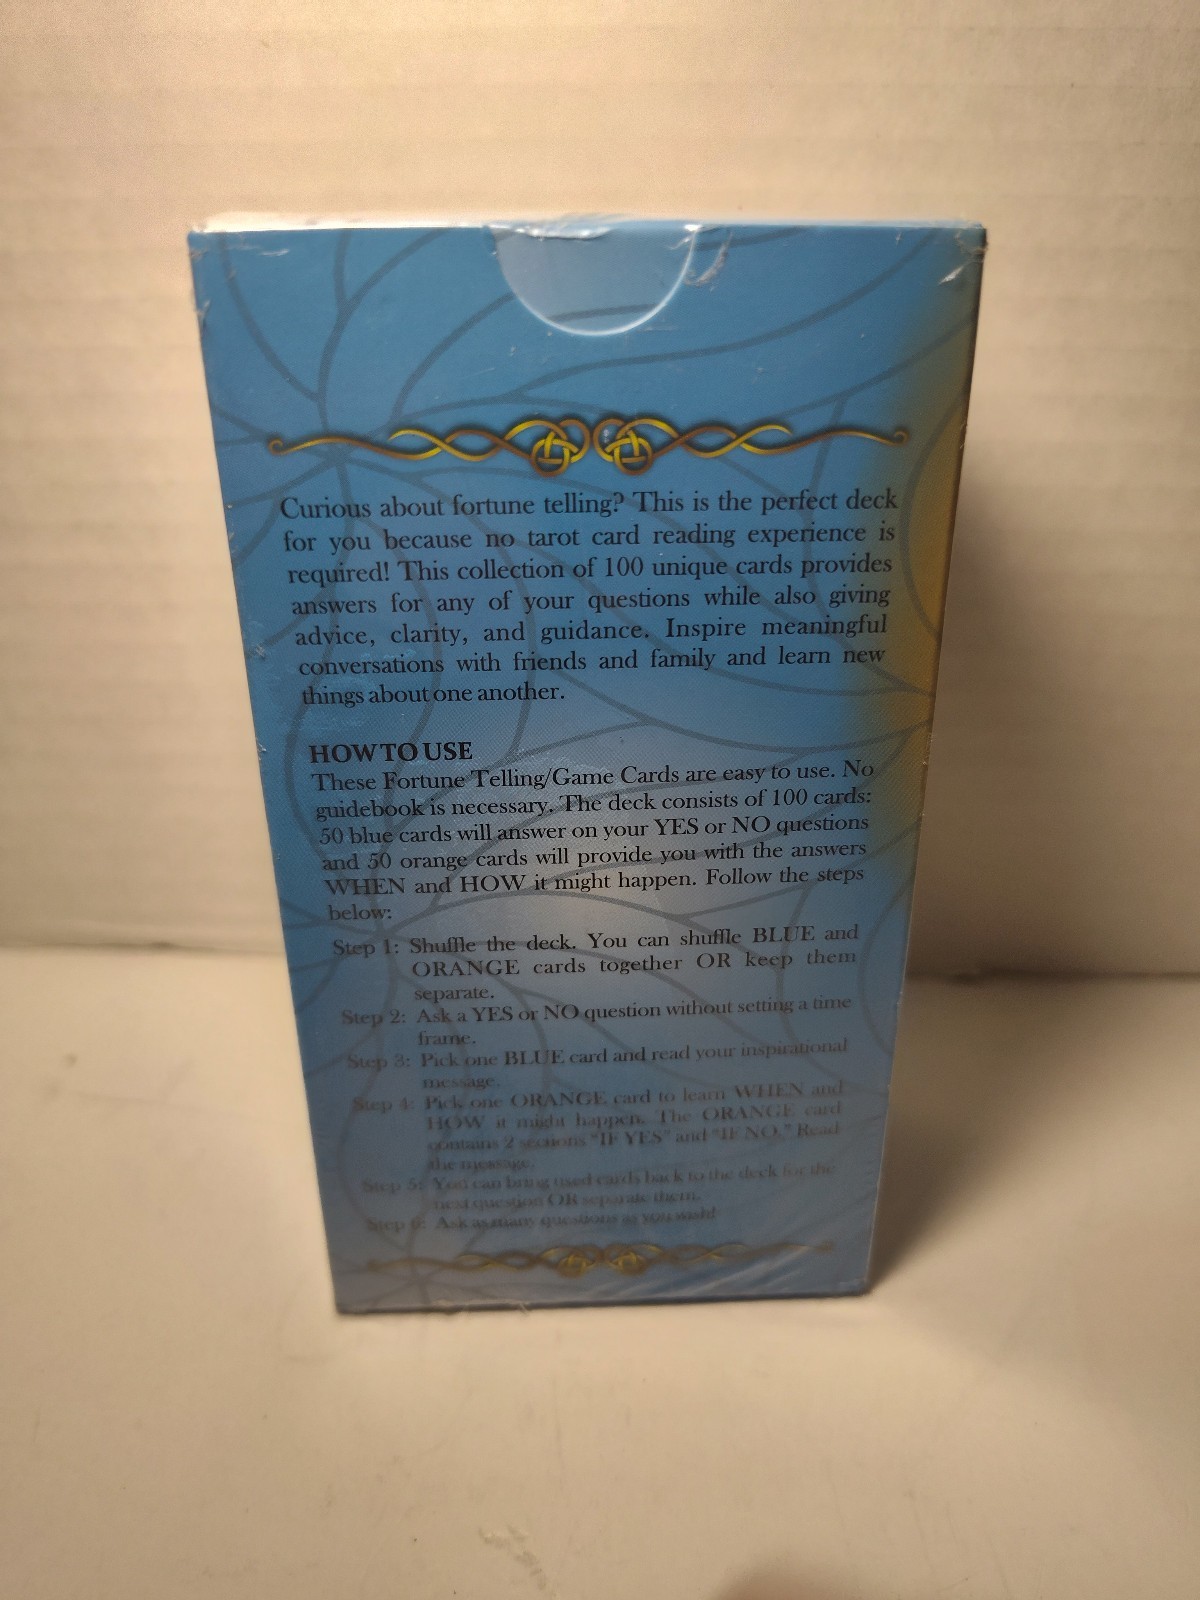 Curious about fortune telling? This is the perfect deck
for you because no tarot card reading experience is
required! This collection of 100 unique cards provides
answers for any of your questions while also giving
advice, clarity, and guidance. Inspire meaningful
conversations with friends and family and learn new
things about one another.
HOW TO USE
These Fortune Telling/Game Cards are easy to use. No
guidebook is necessary. The deck consists of 100 cards:
50 blue cards will answer on your YES or NO questions
and 50 orange cards will provide you with the answers
WHEN and HOW it might happen. Follow the steps
below:
Step 1: Shuffle the deck. You can shuffle BLUE and
ORANGE cards together OR keep them
separate.
Step 2: Ask a YES or NO question without setting a time
frame.
Step 3: Pick one BLUE card and read your inspirational
message.
Step 4: Pick one ORANGE card to learn WHEN and
HOW it might happen. The ORANGE card
contains 2 sections "IF YES" and "IF NO." Read
the message.
Step 5: You can bring used cards back to the deck for the
next question OR separate them.
Step 6: Ask as many questions as you wish!